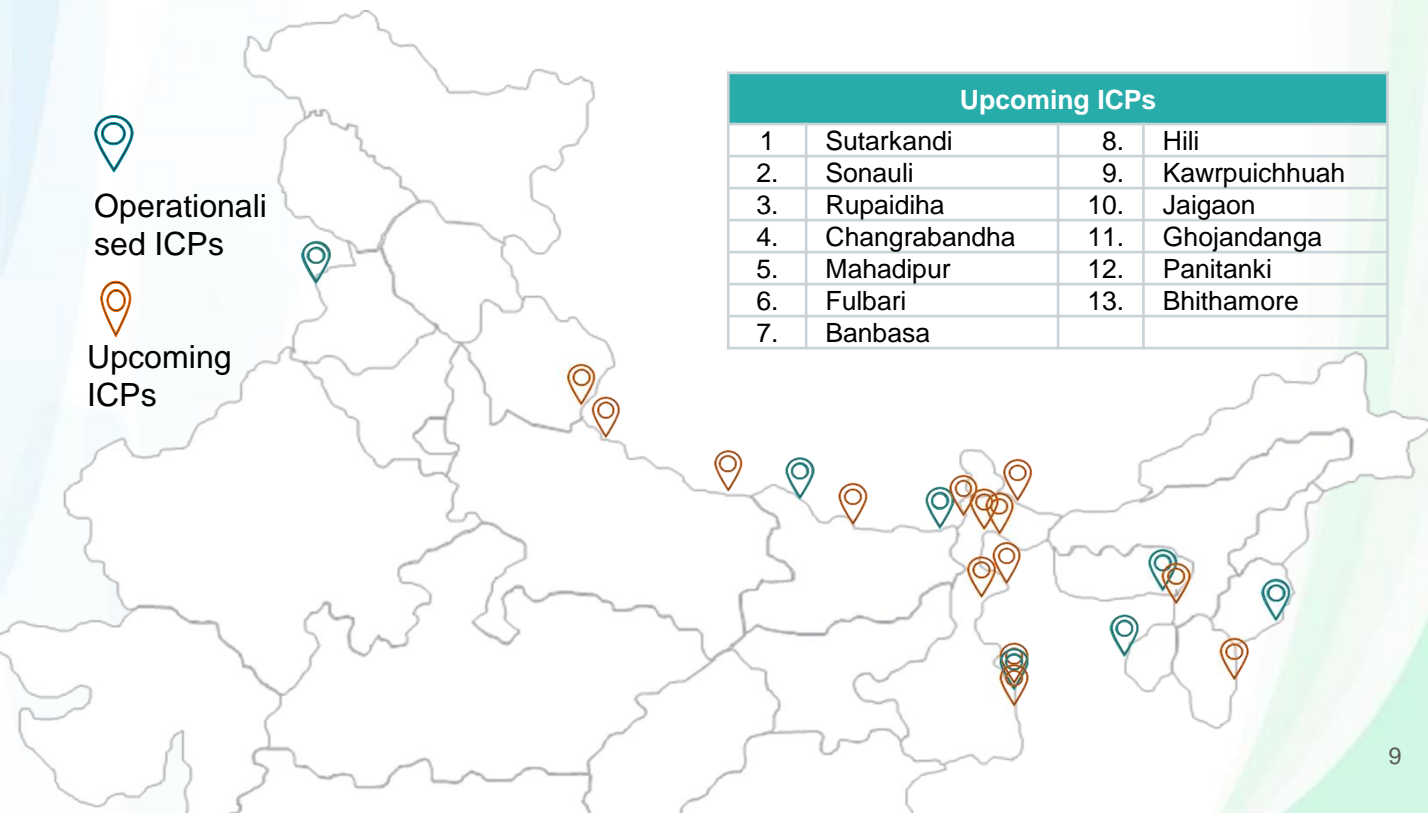 Upcoming ICPs
1 Sutarkandi 8. Hili
2. Sonauli 9. Kawrpuichhuah
3. Rupaidiha 10. Jaigaon
4. Changrabandha 11. Ghojandanga
5. Mahadipur 12. Panitanki
6. Fulbari 13. Bhithamore
7. Banbasa
Operationali
sed ICPs
Upcoming
ICPs
9